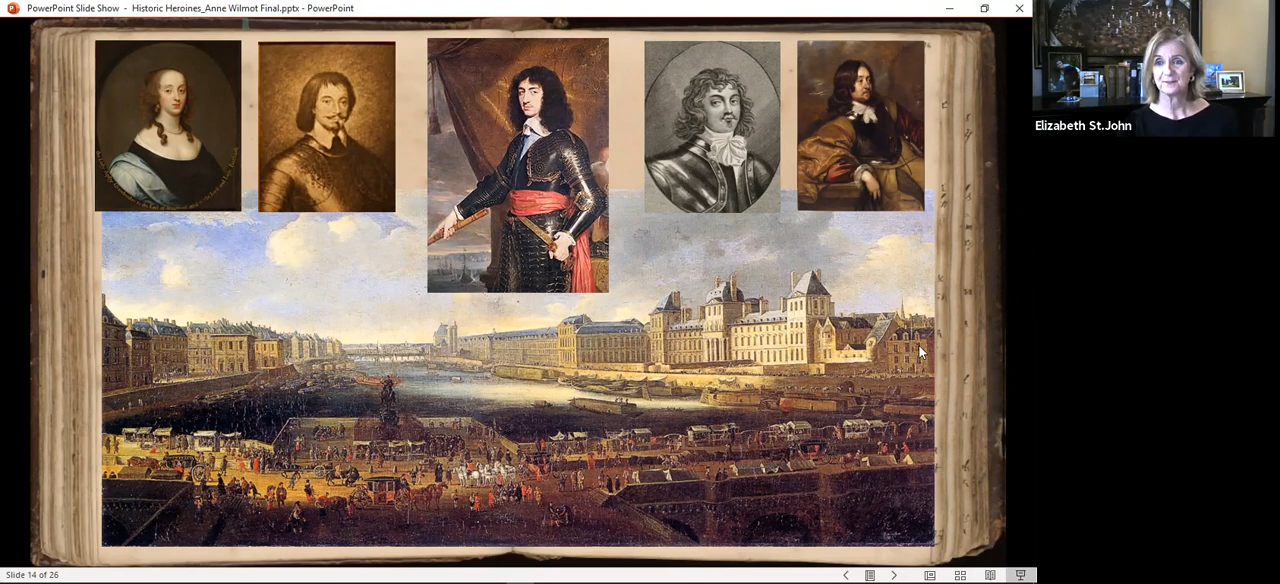 PowerPoint Slide Show - Historic Heroines_Anne Wilmot Final.pptx - PowerPoint
Elizabeth St.John
Slide 14 of 26